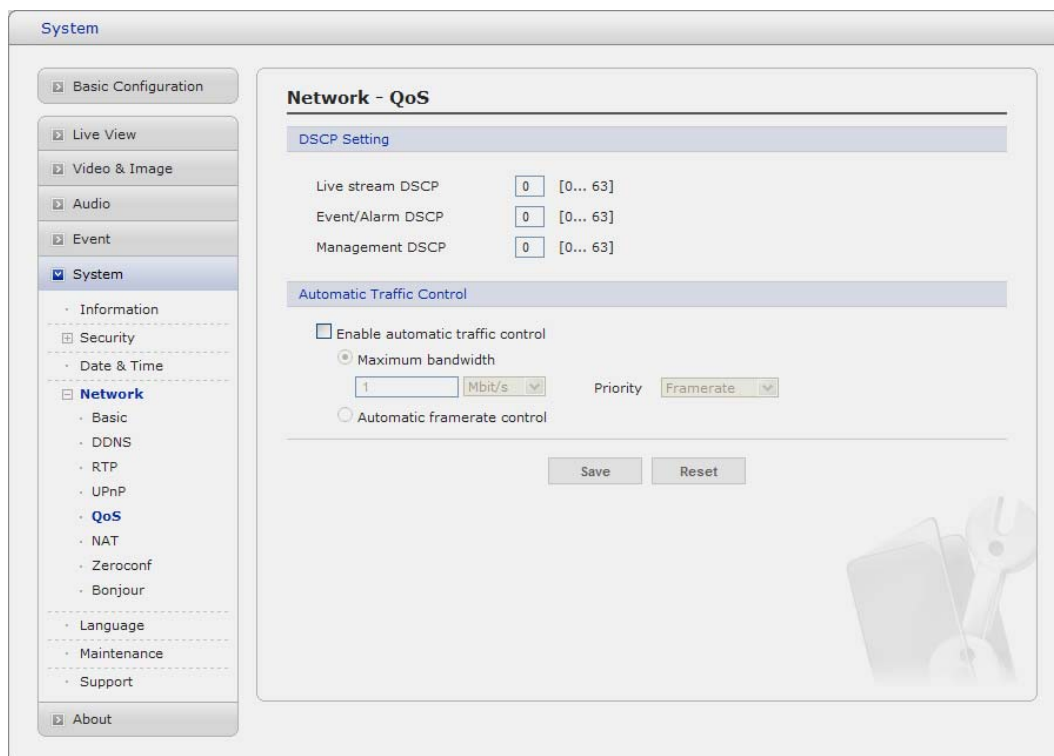 System
Basic Configuration
Live View
Video & Image
Audio
Event
System
Information
Security
Date & Time
Network
Basic
DDNS
RTP
UPnP
QoS
NAT
Zeroconf
Bonjour
Language
Maintenance
Support
About
Network - QoS
DSCP Setting
Live stream DSCP 0 [0... 63]
Event/Alarm DSCP 0 [0... 63]
Management DSCP 0 [0... 63]
Automatic Traffic Control
Enable automatic traffic control
Maximum bandwidth
1 Mbit/s Priority Framerate
Automatic framerate control
Save Reset